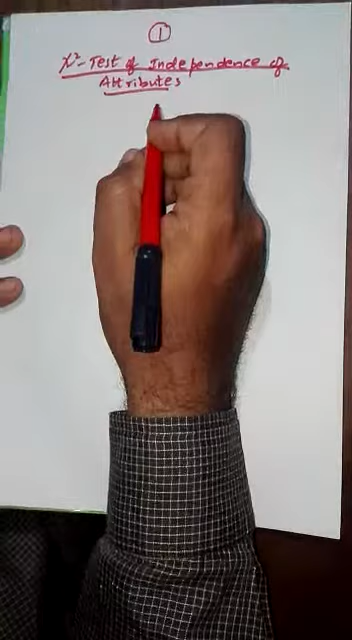 1
χ²-Test of Independence of
Attributes